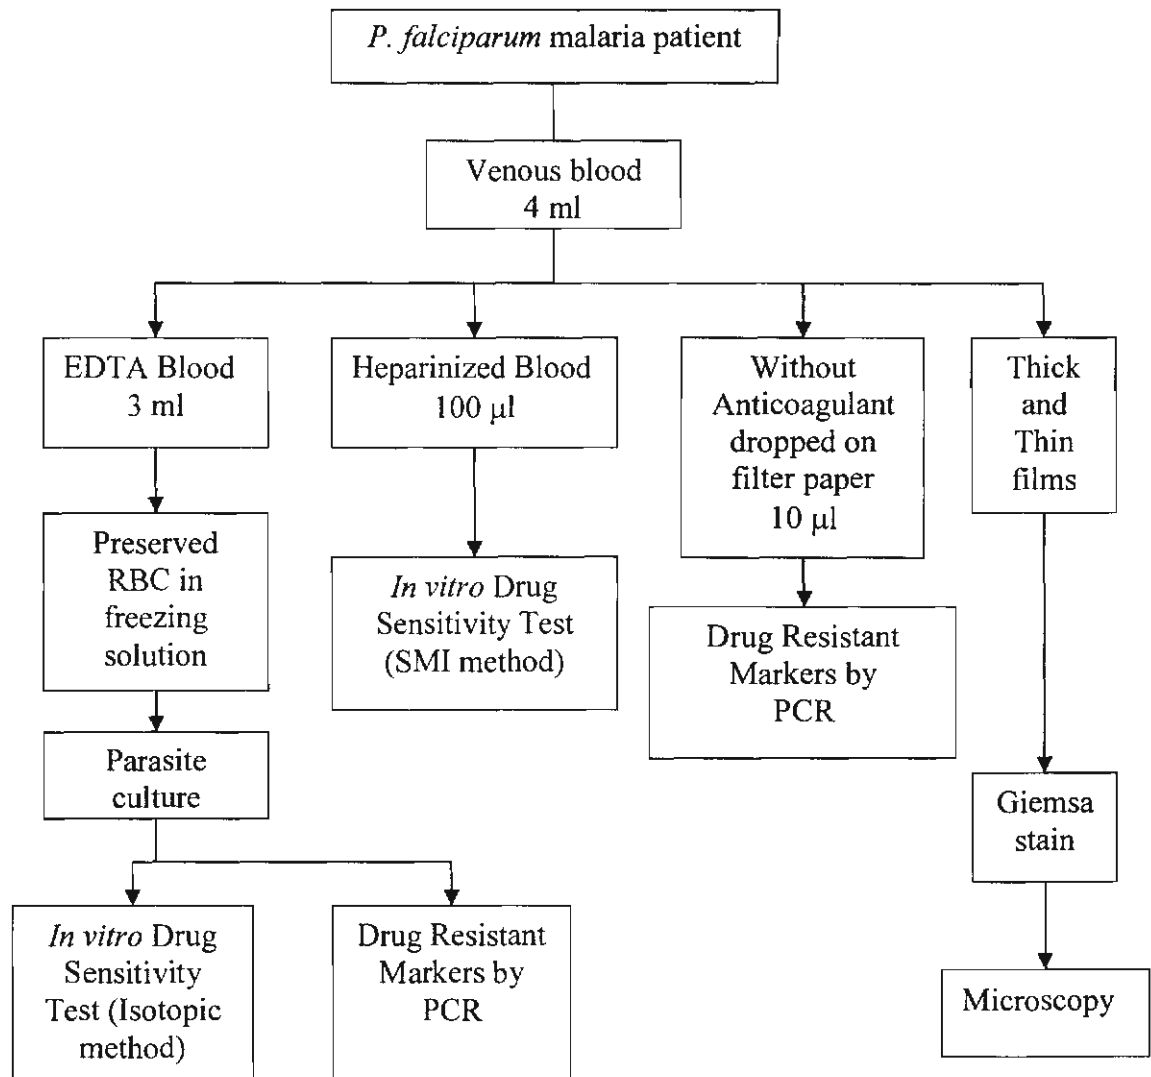 P. falciparum malaria patient
Venous blood
4 ml
EDTA Blood
3 ml
Heparinized Blood
100 µl
Without
Anticoagulant
dropped on
filter paper
10 µl
Thick
and
Thin
films
Preserved
RBC in
freezing
solution
In vitro Drug
Sensitivity Test
(SMI method)
Drug Resistant
Markers by
PCR
Parasite
culture
Giemsa
stain
In vitro Drug
Sensitivity
Test (Isotopic
method)
Drug Resistant
Markers by
PCR
Microscopy